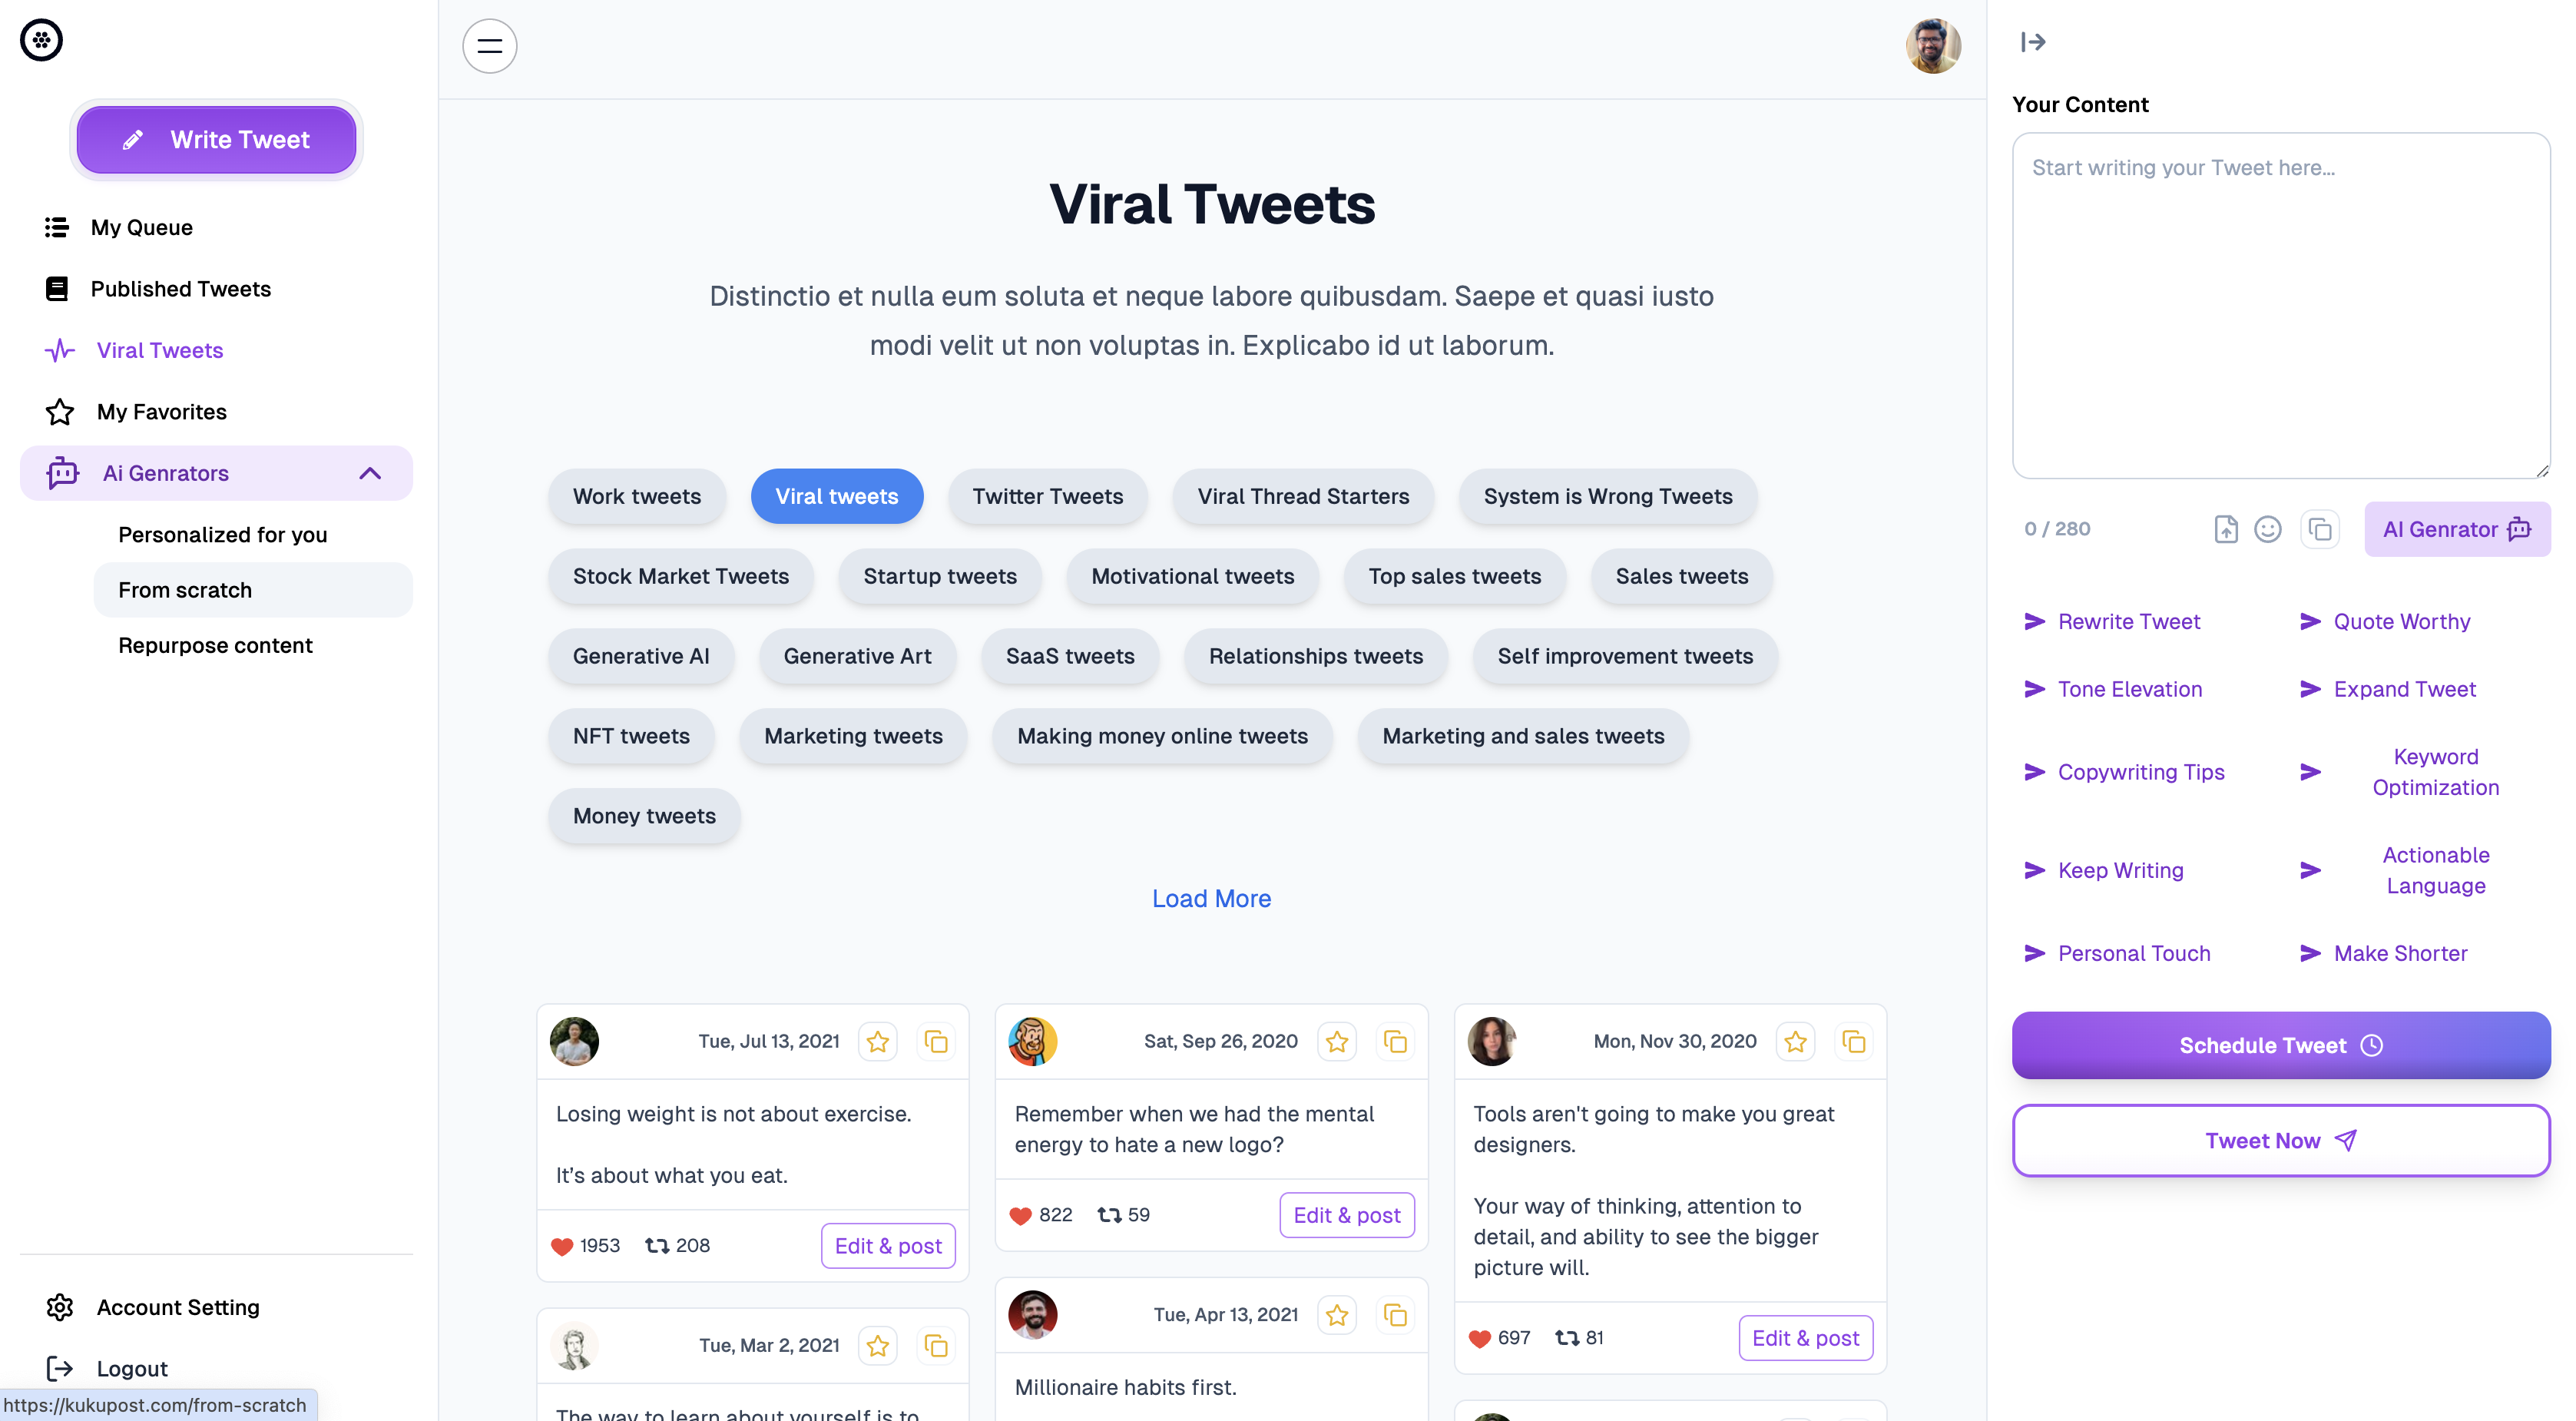 Write Tweet
My Queue
Published Tweets
Viral Tweets
My Favorites
Ai Genrators
Personalized for you
From scratch
Repurpose content
Account Setting
Logout
https://kukupost.com/from-scratch
Viral Tweets
Distinctio et nulla eum soluta et neque labore quibusdam. Saepe et quasi iusto
modi velit ut non voluptas in. Explicabo id ut laborum.
Work tweets
Viral tweets
Twitter Tweets
Viral Thread Starters
System is Wrong Tweets
Stock Market Tweets
Startup tweets
Motivational tweets
Top sales tweets
Sales tweets
Generative AI
Generative Art
SaaS tweets
Relationships tweets
Self improvement tweets
NFT tweets
Marketing tweets
Making money online tweets
Marketing and sales tweets
Money tweets
Load More
Tue, Jul 13, 2021
Losing weight is not about exercise.
It’s about what you eat.
1953
208
Edit & post
Tue, Mar 2, 2021
The way to learn about yourself is to
Sat, Sep 26, 2020
Remember when we had the mental
energy to hate a new logo?
822
59
Edit & post
Tue, Apr 13, 2021
Millionaire habits first.
Mon, Nov 30, 2020
Tools aren't going to make you great
designers.
Your way of thinking, attention to
detail, and ability to see the bigger
picture will.
697
81
Edit & post
Your Content
Start writing your Tweet here...
0 / 280
AI Genrator
Rewrite Tweet
Quote Worthy
Tone Elevation
Expand Tweet
Copywriting Tips
Keyword
Optimization
Keep Writing
Actionable
Language
Personal Touch
Make Shorter
Schedule Tweet
Tweet Now